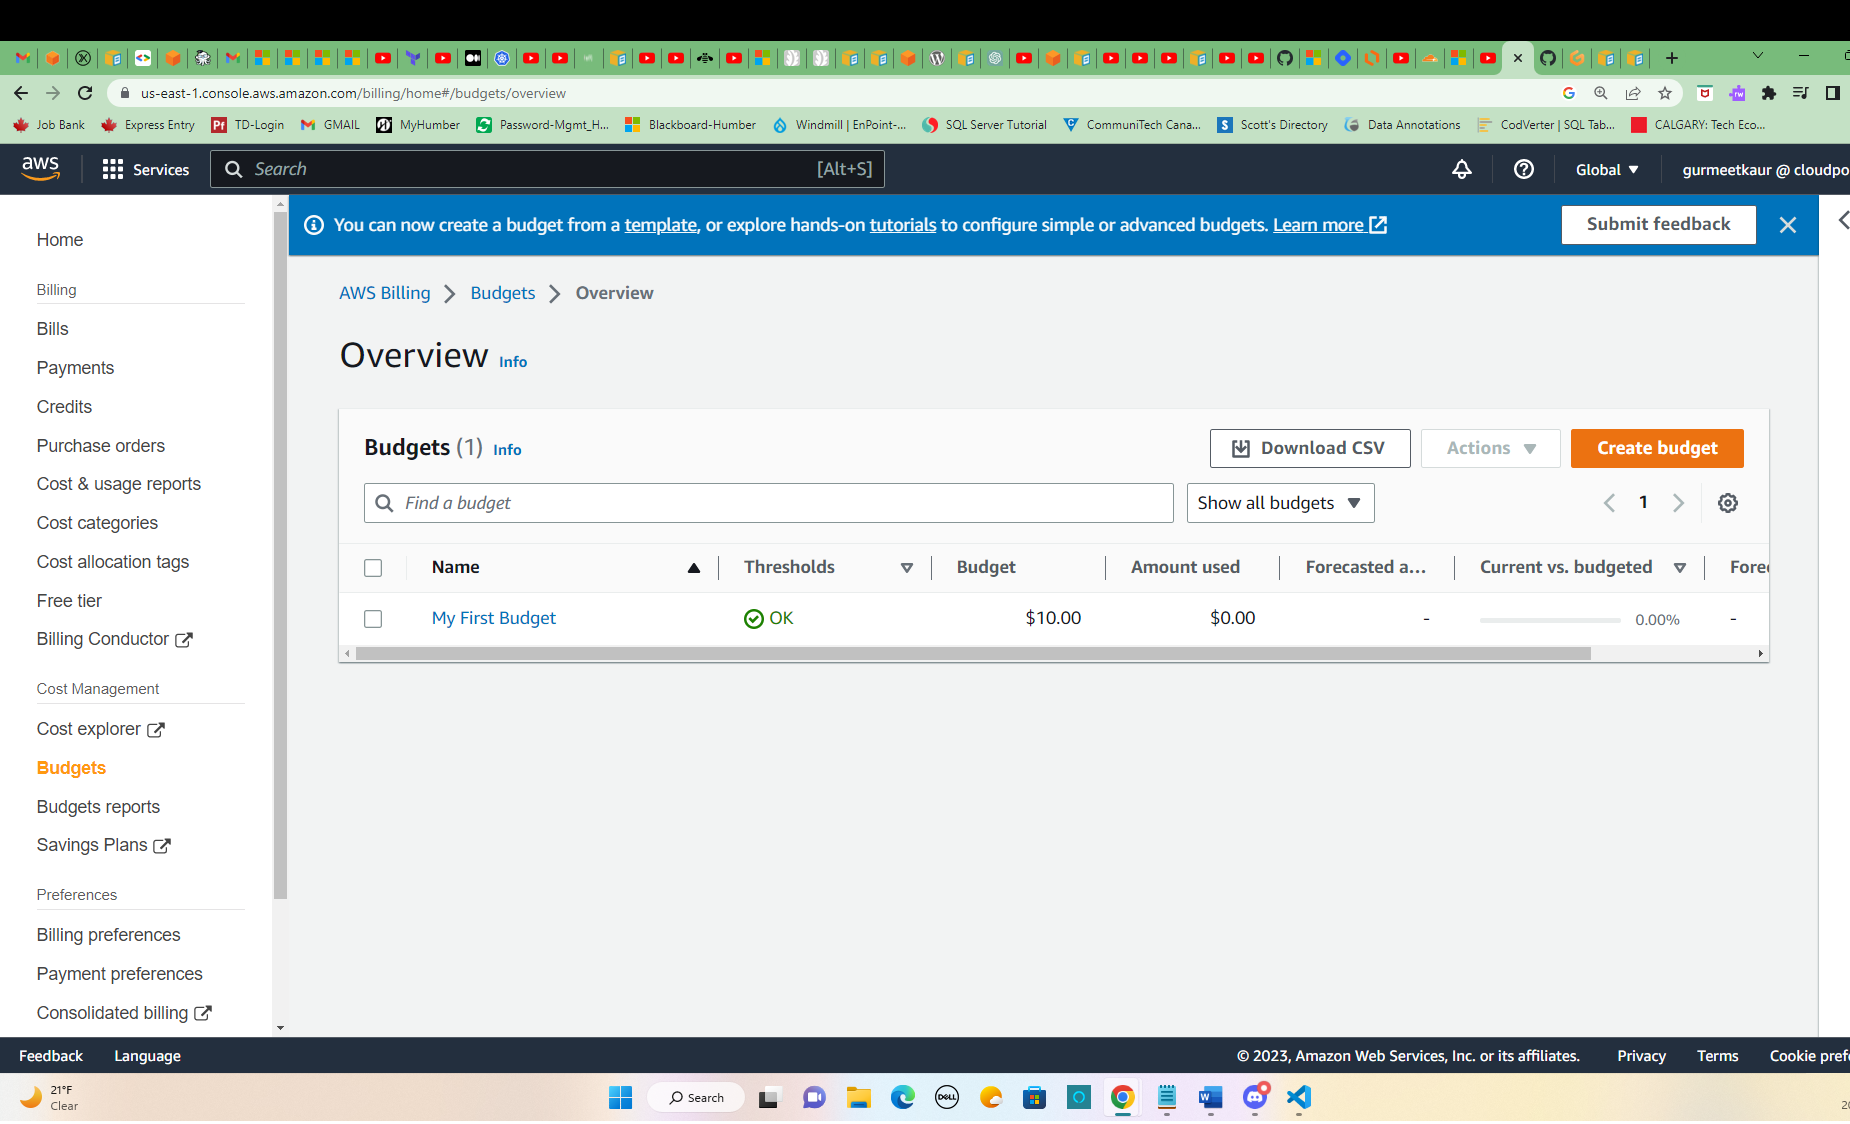 us-east-1.console.aws.amazon.com/billing/home#/budgets/overview
Job Bank Express Entry TD-Login GMAIL MyHumber Password-Mgmt_H... Blackboard-Humber Windmill | EnPoint-... SQL Server Tutorial CommuniTech Cana... Scott's Directory Data Annotations CodVerter | SQL Tab... CALGARY: Tech Eco...
aws Services Search [Alt+S] Global gurmeetkaur @ cloudpo
You can now create a budget from a template, or explore hands-on tutorials to configure simple or advanced budgets. Learn more Submit feedback
Home
Billing
Bills
Payments
Credits
Purchase orders
Cost & usage reports
Cost categories
Cost allocation tags
Free tier
Billing Conductor
Cost Management
Cost explorer
Budgets
Budgets reports
Savings Plans
Preferences
Billing preferences
Payment preferences
Consolidated billing
AWS Billing Budgets Overview
Overview Info
Budgets (1) Info Download CSV Actions Create budget
Find a budget Show all budgets 1
Name Thresholds Budget Amount used Forecasted a... Current vs. budgeted Fore
My First Budget OK $10.00 $0.00 - 0.00% -
Feedback Language © 2023, Amazon Web Services, Inc. or its affiliates. Privacy Terms Cookie pref
21°F
Clear
Search